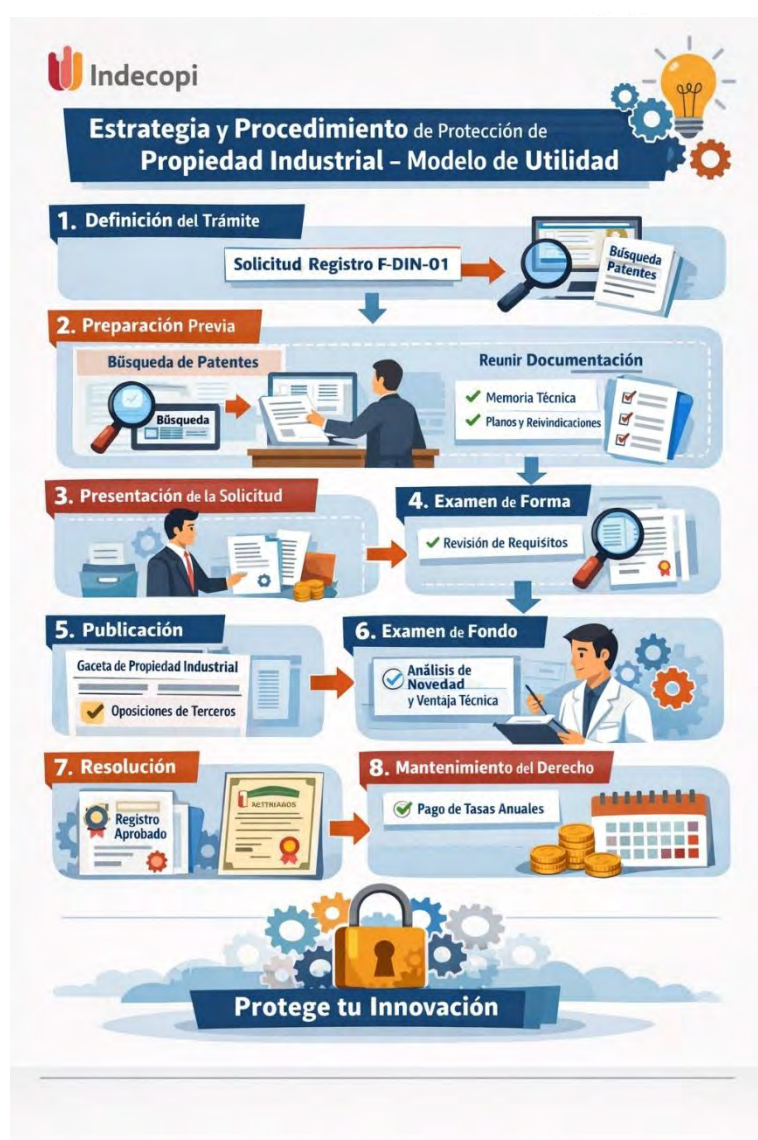 Indecopi
Estrategia y Procedimiento de Protección de
Propiedad Industrial – Modelo de Utilidad
1. Definición del Trámite
Solicitud Registro F-DIN-01
Búsqueda
Patentes
2. Preparación Previa
Búsqueda de Patentes
Búsqueda
Reunir Documentación
Memoria Técnica
Planos y Reivindicaciones
3. Presentación de la Solicitud
4. Examen de Forma
Revisión de Requisitos
5. Publicación
Gaceta de Propiedad Industrial
Oposiciones de Terceros
6. Examen de Fondo
Análisis de
Novedad
y Ventaja Técnica
7. Resolución
Registro
Aprobado
8. Mantenimiento del Derecho
Pago de Tasas Anuales
Protege tu Innovación